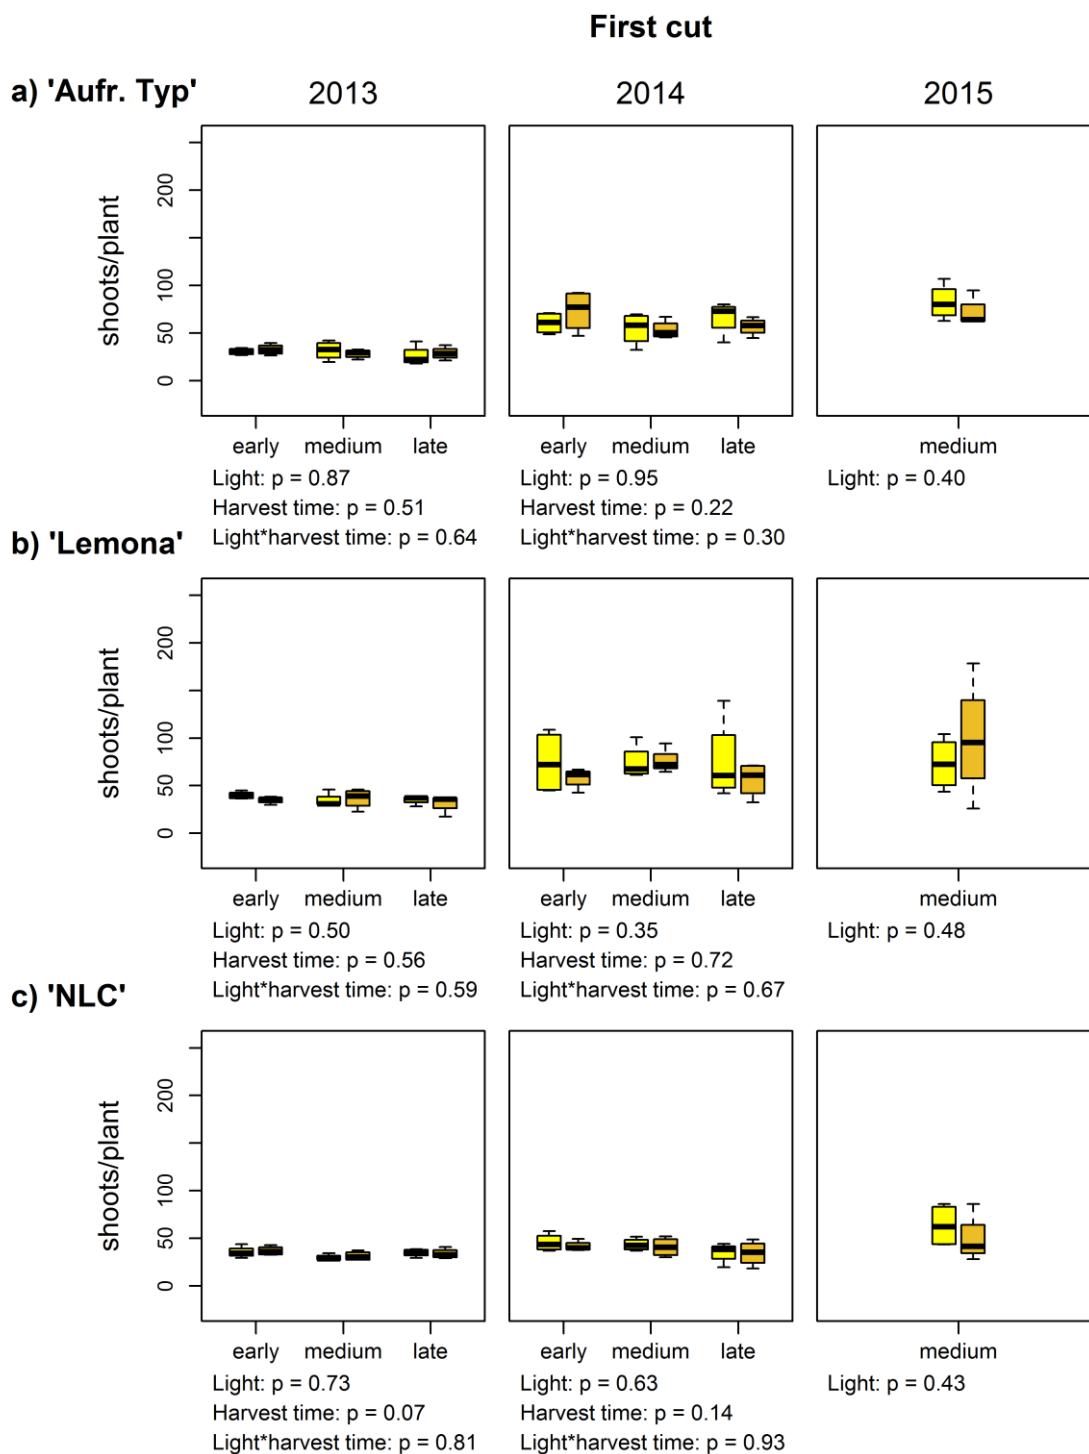 First cut
a) 'Aufr. Typ' 2013 2014 2015
shoots/plant
200
100
50
0
early medium late early medium late medium
Light: p = 0.87 Light: p = 0.95 Light: p = 0.40
Harvest time: p = 0.51 Harvest time: p = 0.22
Light*harvest time: p = 0.64 Light*harvest time: p = 0.30
b) 'Lemona'
shoots/plant
200
100
50
0
early medium late early medium late medium
Light: p = 0.50 Light: p = 0.35 Light: p = 0.48
Harvest time: p = 0.56 Harvest time: p = 0.72
Light*harvest time: p = 0.59 Light*harvest time: p = 0.67
c) 'NLC'
shoots/plant
200
100
50
0
early medium late early medium late medium
Light: p = 0.73 Light: p = 0.63 Light: p = 0.43
Harvest time: p = 0.07 Harvest time: p = 0.14
Light*harvest time: p = 0.81 Light*harvest time: p = 0.93